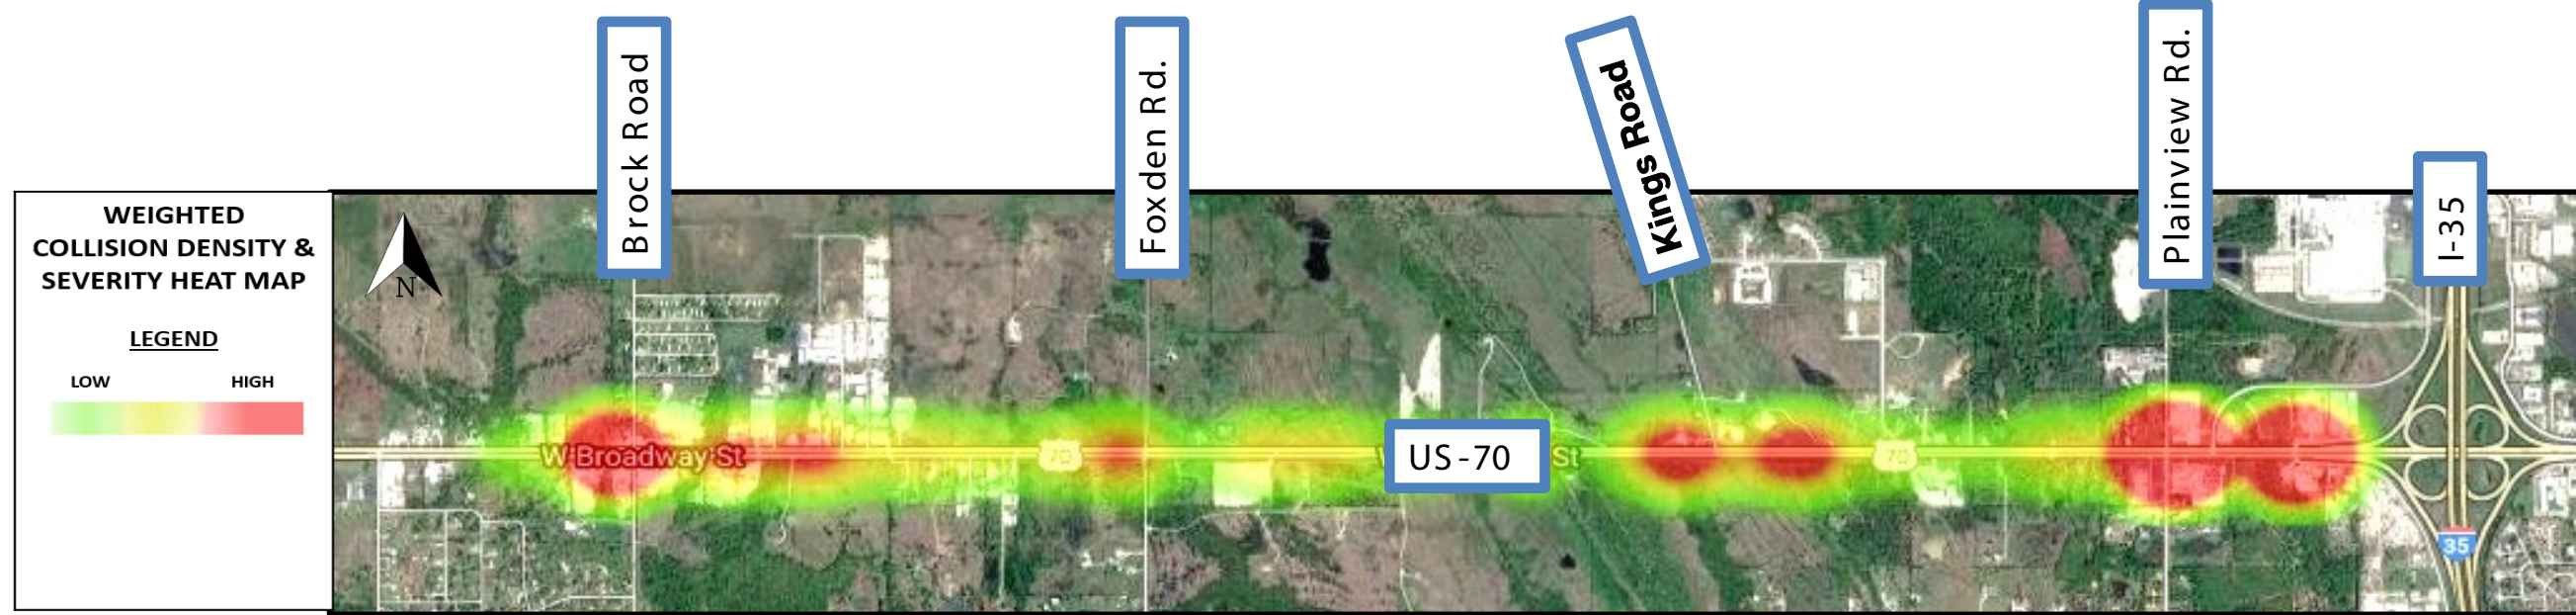 Brock Road
Foxden Rd.
Kings Road
Plainview Rd.
I-35
WEIGHTED
COLLISION DENSITY &
SEVERITY HEAT MAP
LEGEND
LOW HIGH
N
W Broadway St
70
US-70
St
70
35